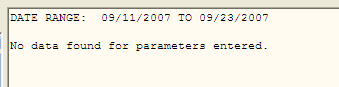 DATE RANGE:  09/11/2007 TO 09/23/2007
No data found for parameters entered.